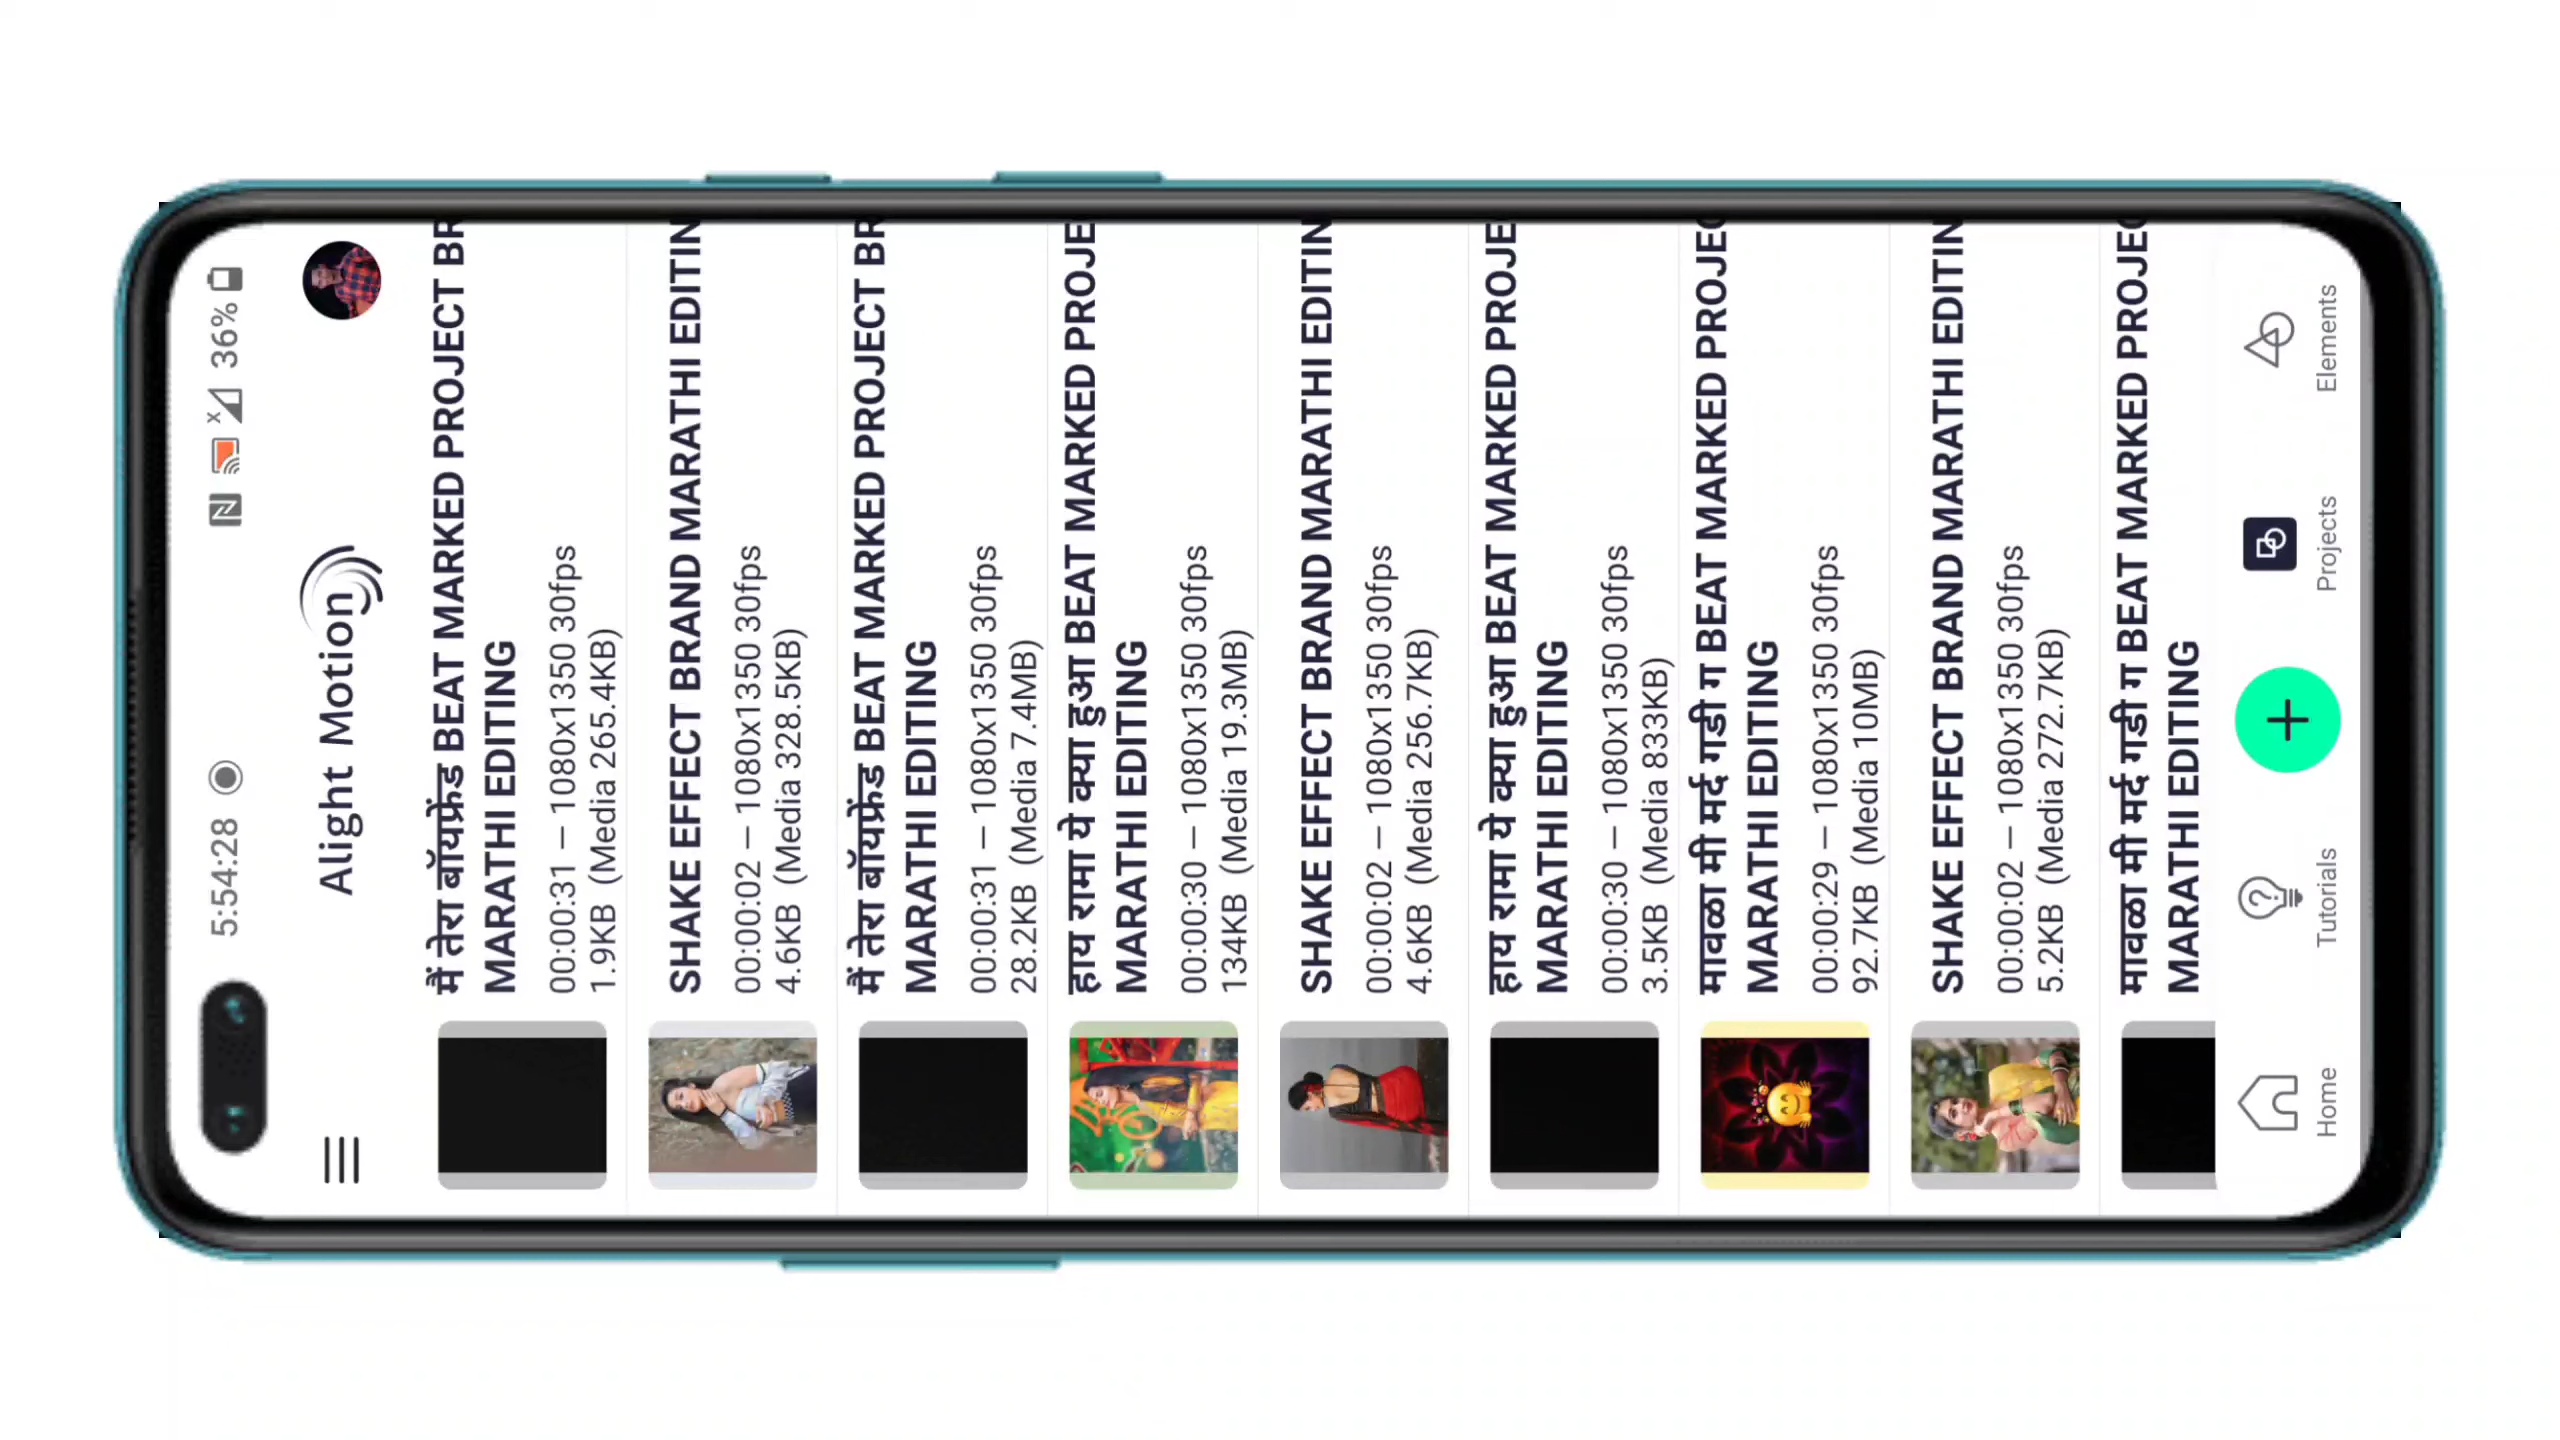 5:54:28
36%
Alight Motion
मैं तेरा बॉयफ्रेंड BEAT MARKED PROJECT BR
MARATHI EDITING
00:00:31 – 1080x1350 30fps
1.9KB (Media 265.4KB)
SHAKE EFFECT BRAND MARATHI EDITIN
00:00:02 – 1080x1350 30fps
4.6KB (Media 328.5KB)
मैं तेरा बॉयफ्रेंड BEAT MARKED PROJECT BR
MARATHI EDITING
00:00:31 – 1080x1350 30fps
28.2KB (Media 7.4MB)
हाय रामा ये क्या हुआ BEAT MARKED PROJE
MARATHI EDITING
00:00:30 – 1080x1350 30fps
134KB (Media 19.3MB)
SHAKE EFFECT BRAND MARATHI EDITIN
00:00:02 – 1080x1350 30fps
4.6KB (Media 256.7KB)
हाय रामा ये क्या हुआ BEAT MARKED PROJE
MARATHI EDITING
00:00:30 – 1080x1350 30fps
3.5KB (Media 833KB)
मावळा मी मर्द गडी ग BEAT MARKED PROJEC
MARATHI EDITING
00:00:29 – 1080x1350 30fps
92.7KB (Media 10MB)
SHAKE EFFECT BRAND MARATHI EDITIN
00:00:02 – 1080x1350 30fps
5.2KB (Media 272.7KB)
मावळा मी मर्द गडी ग BEAT MARKED PROJEC
MARATHI EDITING
Home
Tutorials
Projects
Elements